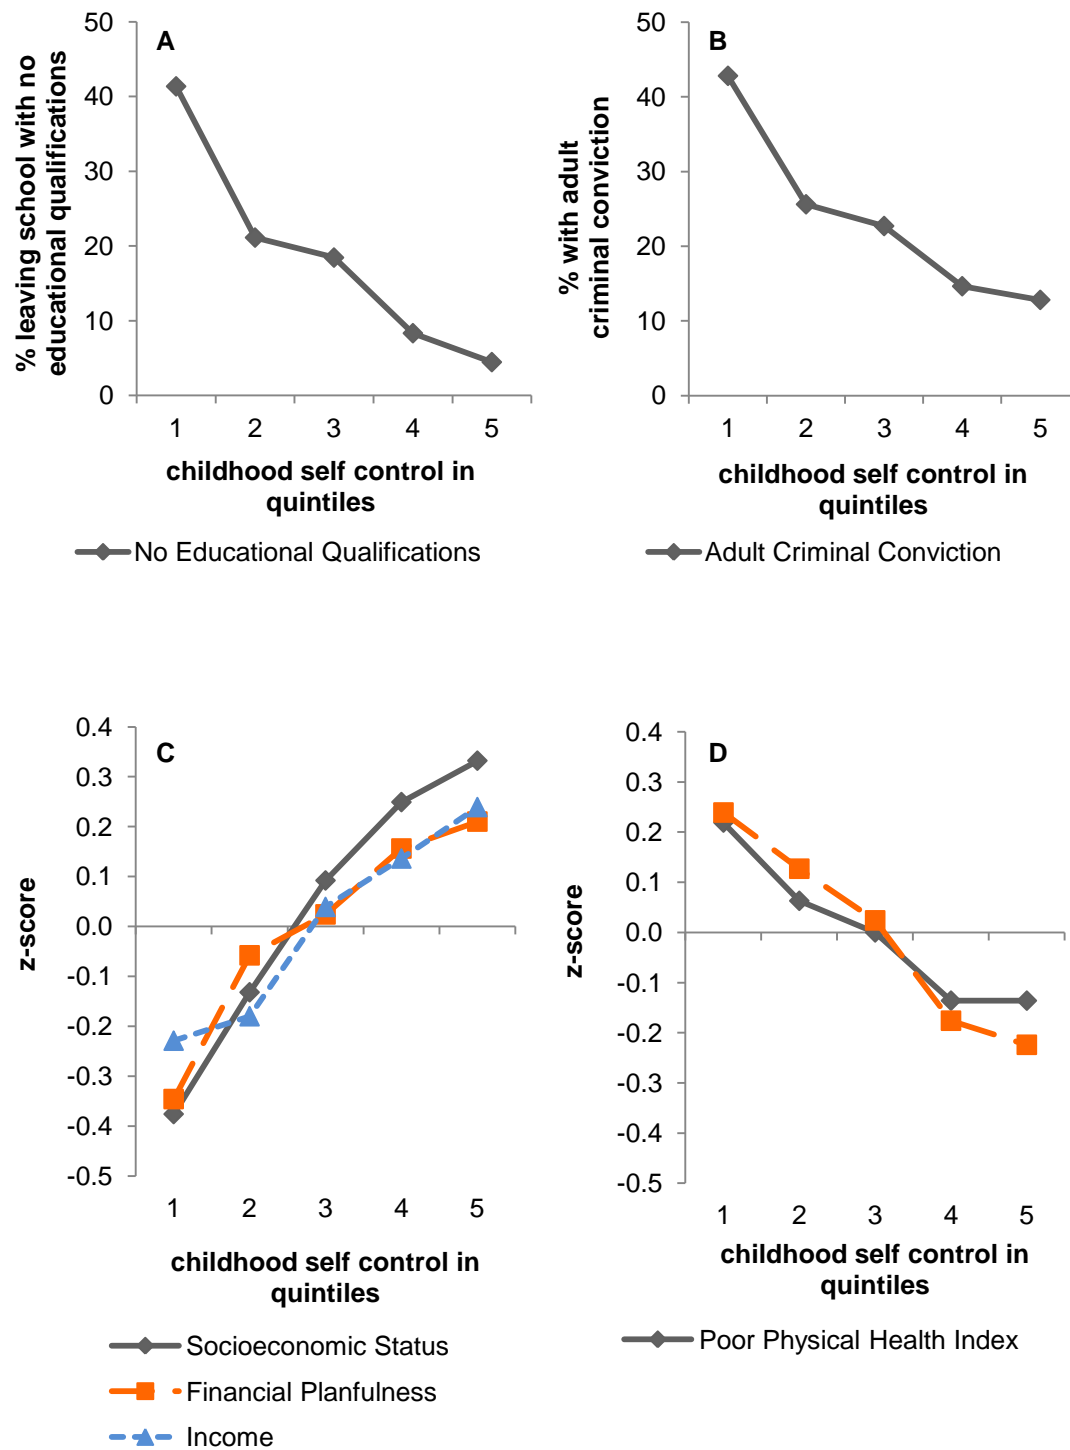 A
% leaving school with no
educational qualifications
50
40
30
20
10
0
1 2 3 4 5
childhood self control in
quintiles
No Educational Qualifications
B
% with adult
criminal conviction
50
40
30
20
10
0
1 2 3 4 5
childhood self control in
quintiles
Adult Criminal Conviction
C
z-score
0.4
0.3
0.2
0.1
0.0
-0.1
-0.2
-0.3
-0.4
-0.5
1 2 3 4 5
childhood self control in
quintiles
Socioeconomic Status
Financial Planfulness
Income
D
z-score
0.4
0.3
0.2
0.1
0.0
-0.1
-0.2
-0.3
-0.4
-0.5
1 2 3 4 5
childhood self control in
quintiles
Poor Physical Health Index